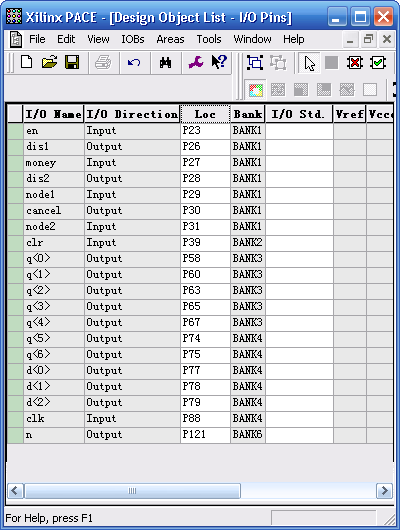 Xilinx PACE - [Design Object List - I/O Pins]
File Edit View IOBs Areas Tools Window Help
I/O Name I/O Direction Loc Bank I/O Std. Vref Vcco
en Input P23 BANK1
dis1 Output P26 BANK1
money Input P27 BANK1
dis2 Output P28 BANK1
node1 Input P29 BANK1
cancel Output P30 BANK1
node2 Input P31 BANK1
clr Input P39 BANK2
q<0> Output P58 BANK3
q<1> Output P60 BANK3
q<2> Output P63 BANK3
q<3> Output P65 BANK3
q<4> Output P67 BANK3
q<5> Output P74 BANK4
q<6> Output P75 BANK4
d<0> Output P77 BANK4
d<1> Output P78 BANK4
d<2> Output P79 BANK4
clk Input P88 BANK4
n Output P121 BANK6
For Help, press F1